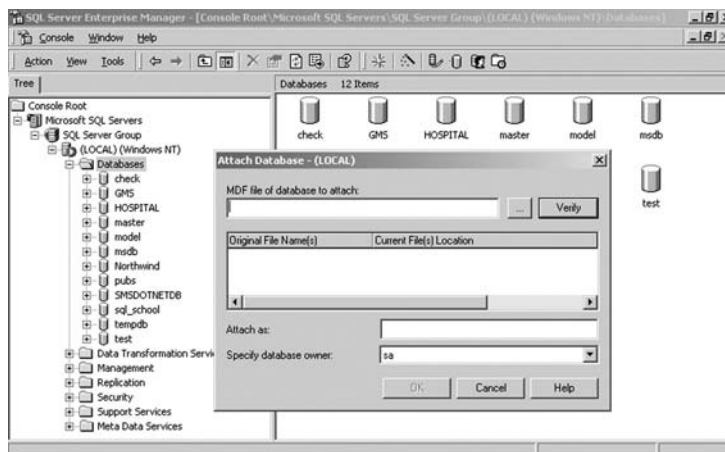 SQL Server Enterprise Manager - [Console Root\Microsoft SQL Servers\SQL Server Group\(LOCAL) (Windows NT)\Databases]
Console Window Help
Action View Tools
Tree
Databases 12 Items
Console Root
Microsoft SQL Servers
SQL Server Group
(LOCAL) (Windows NT)
Databases
check
GMS
HOSPITAL
master
model
msdb
Northwind
pubs
SMSDOTNETDB
sql_school
tempdb
test
Data Transformation Servi
Management
Replication
Security
Support Services
Meta Data Services
check GMS HOSPITAL master model msdb
test
Attach Database - (LOCAL)
MDF file of database to attach:
... Verify
Original File Name(s) Current File(s) Location
Attach as:
Specify database owner: sa
OK Cancel Help